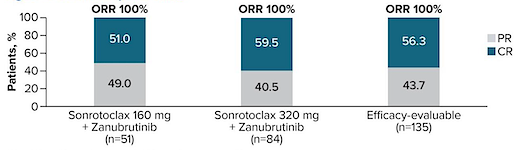 ORR 100% ORR 100% ORR 100%
Patients, %
100
80
60
40
20
0
51.0 59.5 56.3
49.0 40.5 43.7
PR
CR
Sonrotoclax 160 mg
+ Zanubrutinib
(n=51)
Sonrotoclax 320 mg
+ Zanubrutinib
(n=84)
Efficacy-evaluable
(n=135)